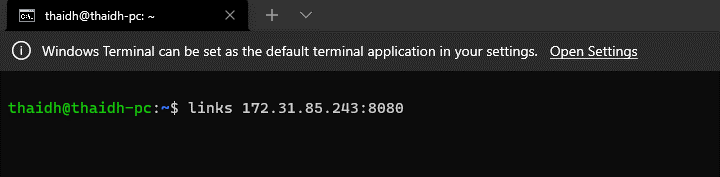 thaidh@thaidh-pc: ~
Windows Terminal can be set as the default terminal application in your settings. Open Settings
thaidh@thaidh-pc:~$ links 172.31.85.243:8080